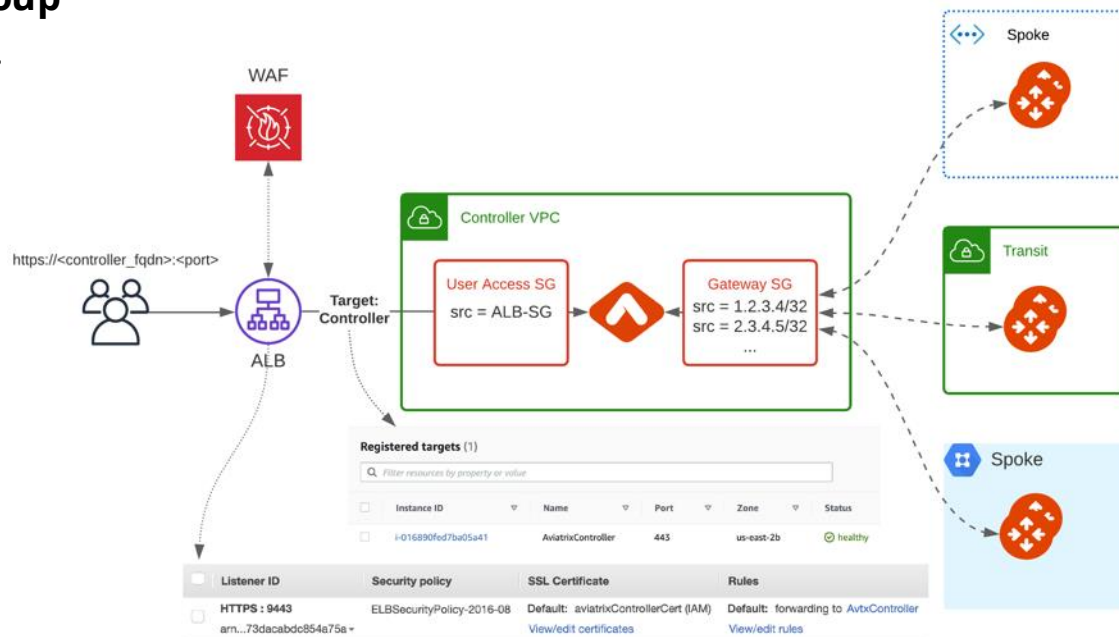 WAF
https://<controller_fqdn>:<port>
ALB
Target:
Controller
Controller VPC
User Access SG
src = ALB-SG
Gateway SG
src = 1.2.3.4/32
src = 2.3.4.5/32
...
Spoke
Transit
Spoke
Registered targets (1)
Filter resources by property or value
Instance ID Name Port Zone Status
i-016890fed7ba05a41 AviatrixController 443 us-east-2b healthy
Listener ID Security policy SSL Certificate Rules
HTTPS : 9443 ELBSecurityPolicy-2016-08 Default: aviatrixControllerCert (IAM) Default: forwarding to AvtxController
arn...73dacabdc854a75a View/edit certificates View/edit rules